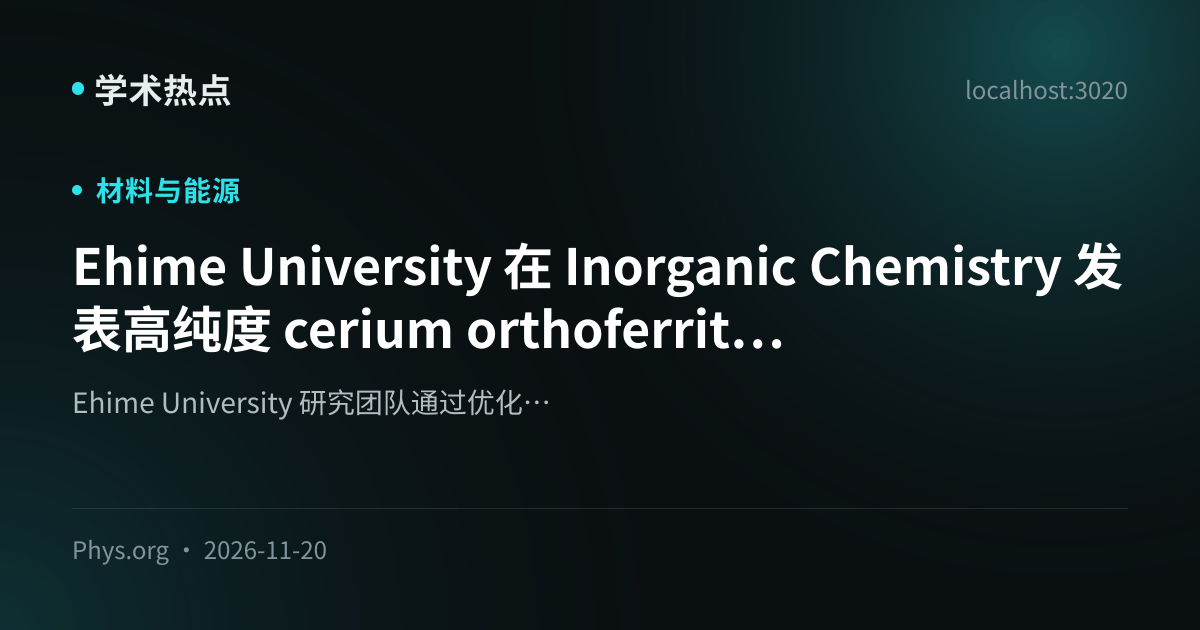 学术热点
localhost:3020
材料与能源
Ehime University 在 Inorganic Chemistry 发
表高纯度 cerium orthoferrit…
Ehime University 研究团队通过优化…
Phys.org • 2026-11-20